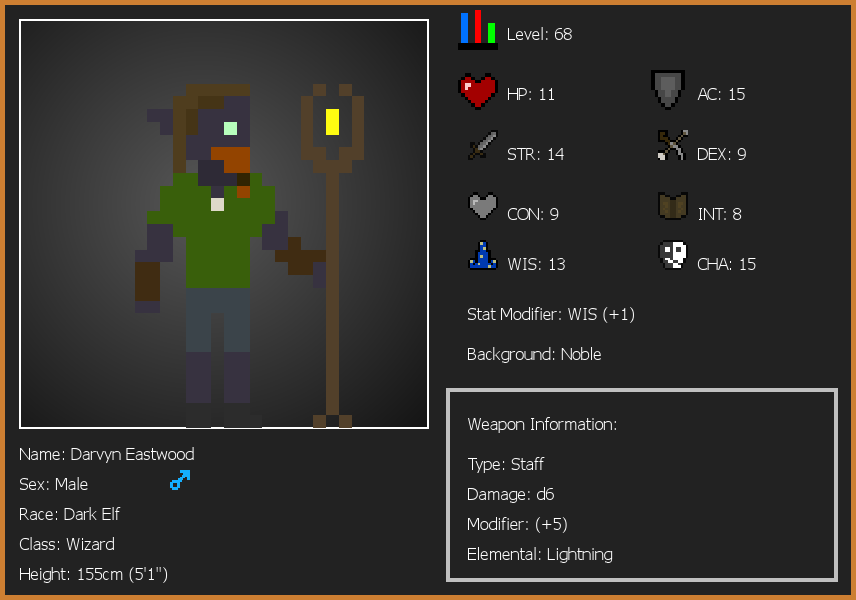 Level: 68
HP: 11
AC: 15
STR: 14
DEX: 9
CON: 9
INT: 8
WIS: 13
CHA: 15
Stat Modifier: WIS (+1)
Background: Noble
Weapon Information:
Type: Staff
Damage: d6
Modifier: (+5)
Elemental: Lightning
Name: Darvyn Eastwood
Sex: Male
Race: Dark Elf
Class: Wizard
Height: 155cm (5'1")